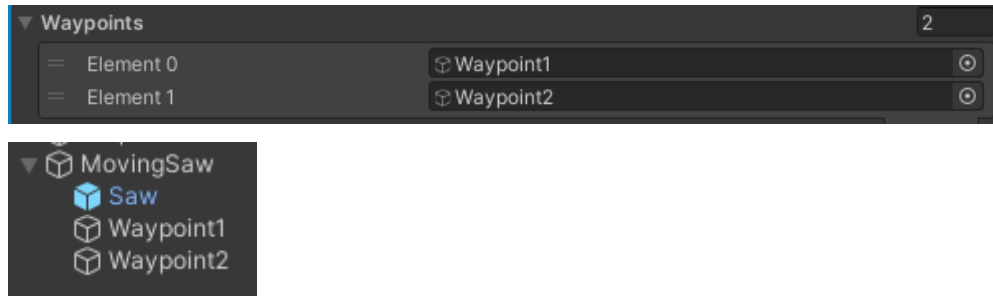 Waypoints 2
Element 0 Waypoint1
Element 1 Waypoint2
MovingSaw
Saw
Waypoint1
Waypoint2